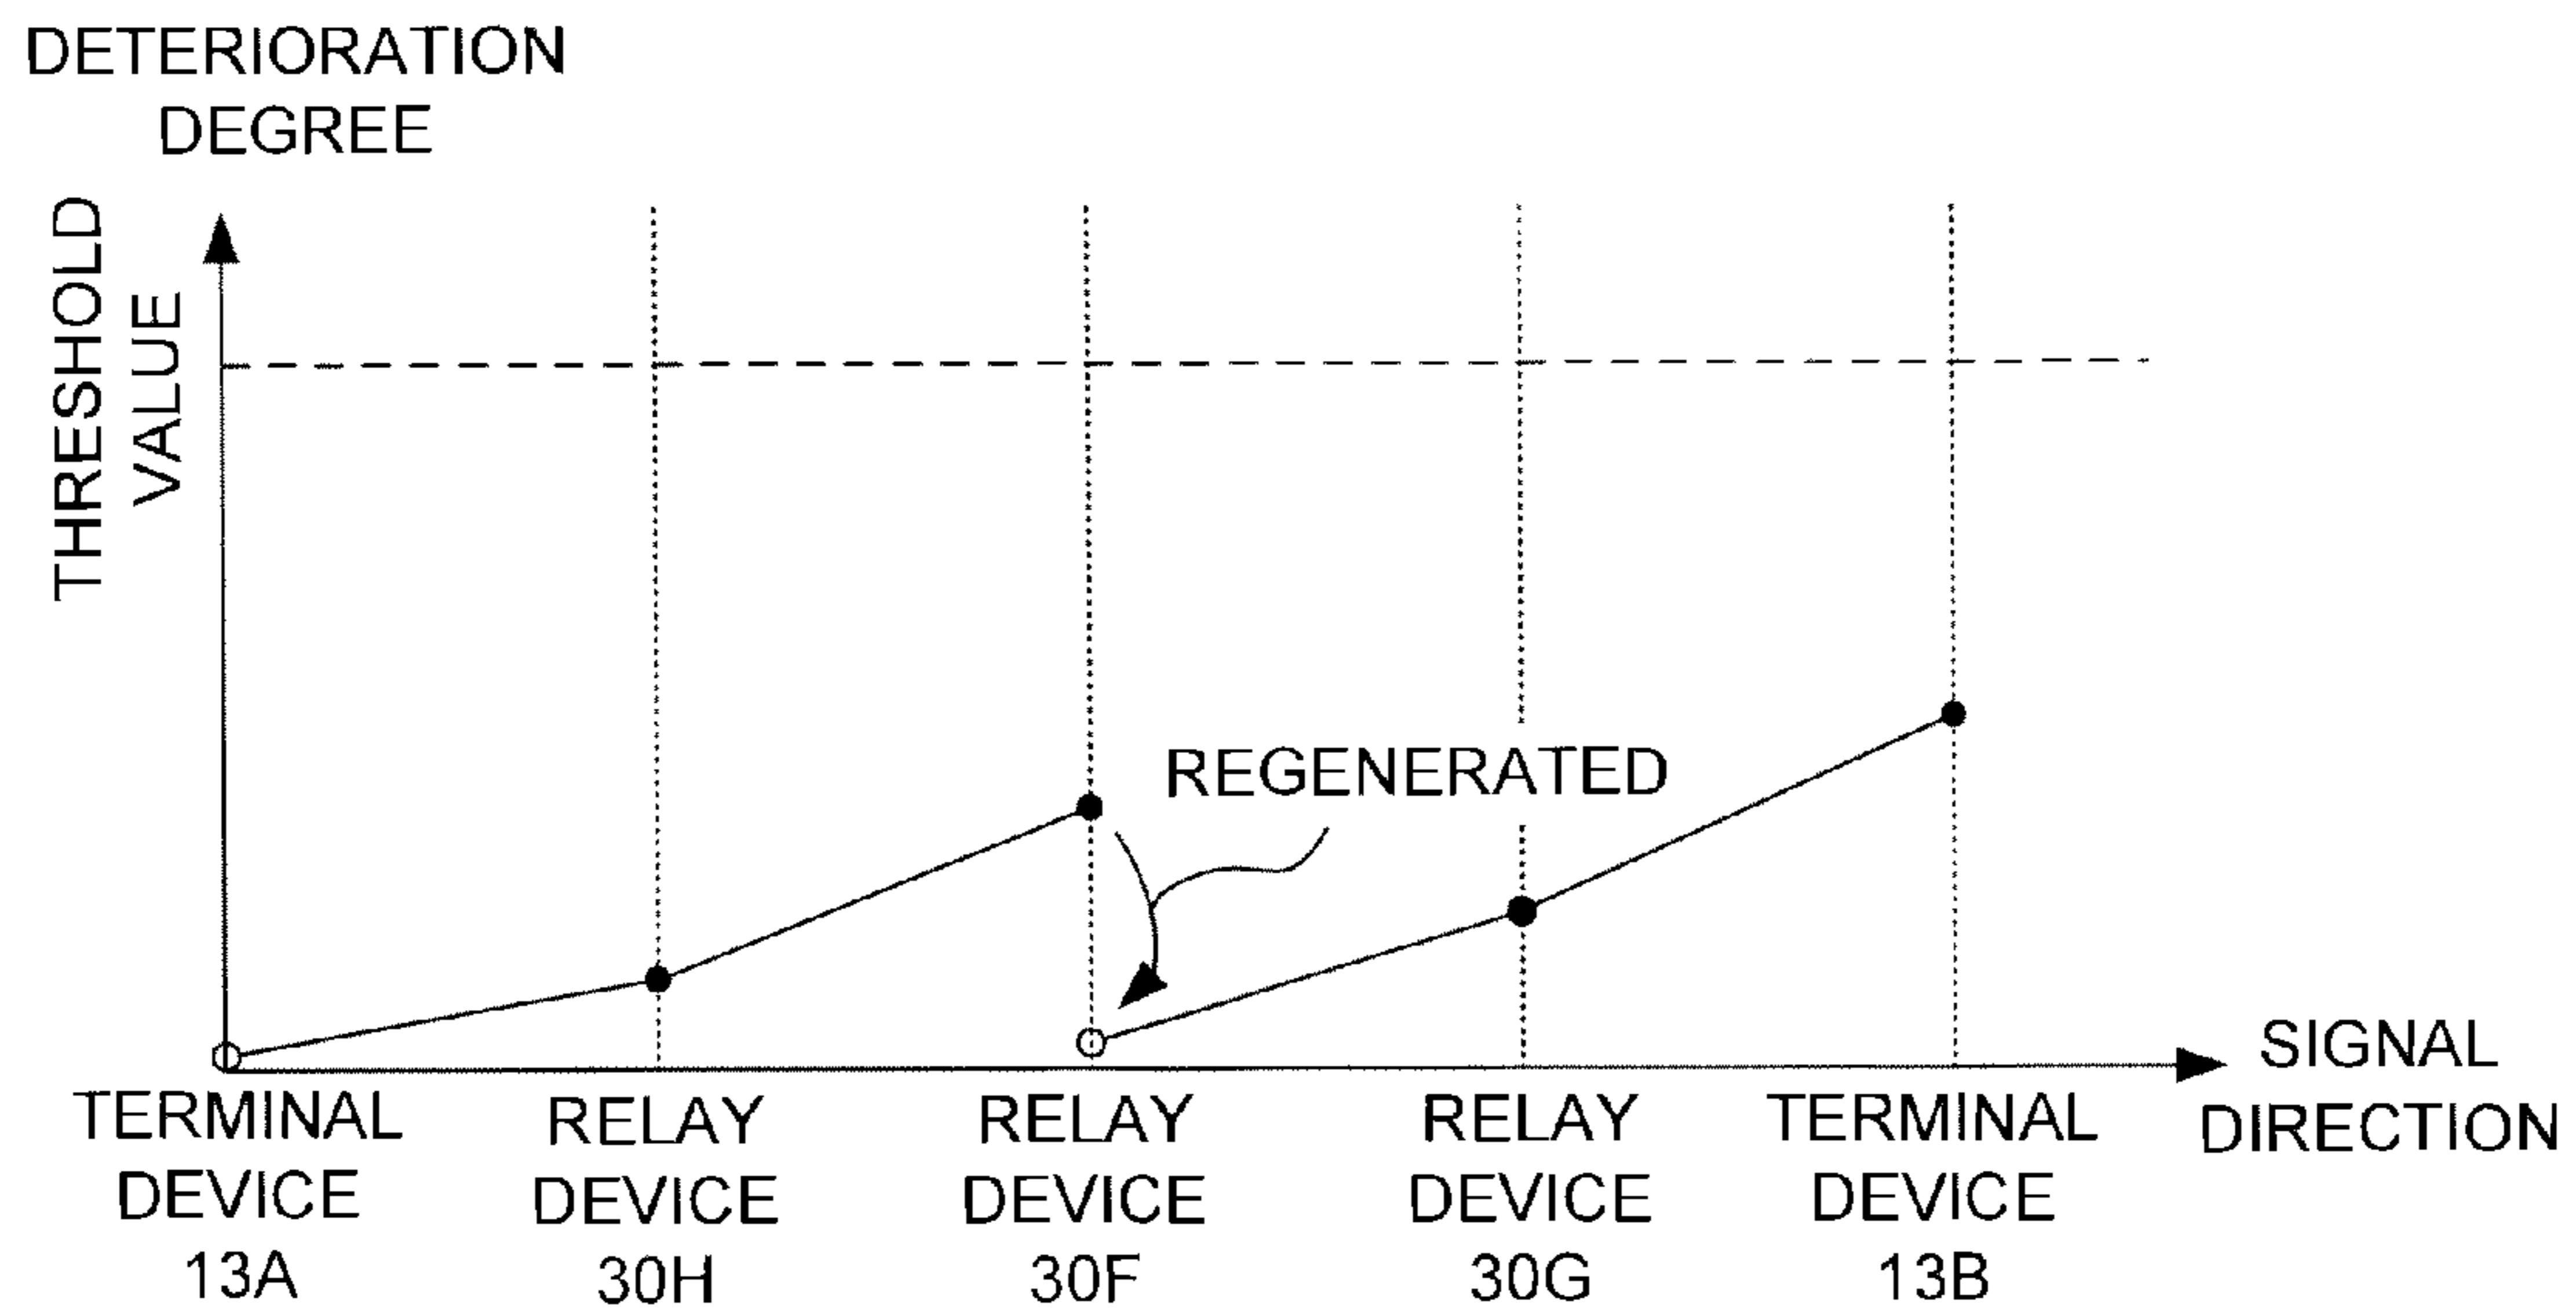 DETERIORATION
DEGREE
THRESHOLD
VALUE
REGENERATED
SIGNAL
DIRECTION
TERMINAL
DEVICE
13A
RELAY
DEVICE
30H
RELAY
DEVICE
30F
RELAY
DEVICE
30G
TERMINAL
DEVICE
13B